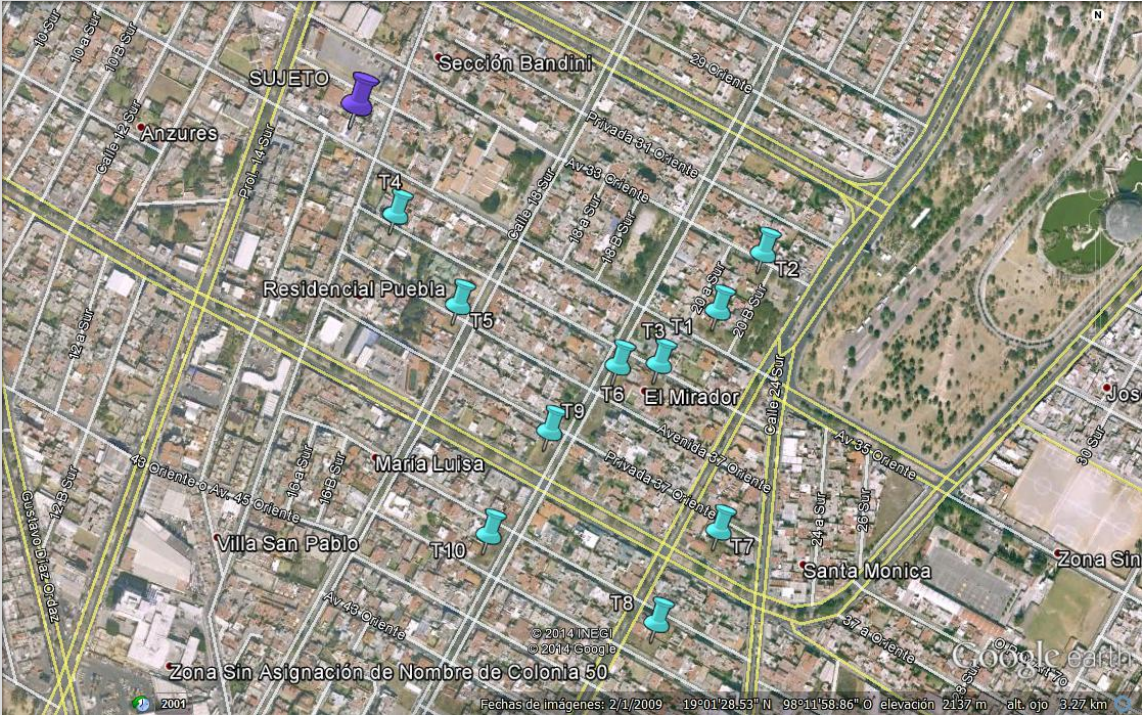 10 Sur
10 a Sur
10 B Sur
N
Sección Bandini
29 Oriente
SUJETO
Calle 12 Sur
Anzures
Prol. 14 Sur
Privada 31 Oriente
Av 33 Oriente
T4
Calle 18 Sur
18 a Sur
18 B Sur
T2
20 a Sur
20 B Sur
Residencial Puebla
T5
12 a Sur
T3
T1
T6
El Mirador
Calle 24 Sur
Jose
T9
Avenida 37 Oriente
Av 35 Oriente
30 Sur
María Luisa
Privada 37 Oriente
43 Oriente o Av. 45 Oriente
16 a Sur
16 B Sur
12 B Sur
24 a Sur
26 Sur
Gustavo Díaz Ordaz
Villa San Pablo
T10
T7
Zona Sin
Santa Monica
T8
Av 43 Oriente
37 a Oriente
© 2014 INEGI
© 2014 Google
Google earth
Zona Sin Asignación de Nombre de Colonia 50
28 Sur
2001
Fechas de imágenes: 2/1/2009 19°01'28.53" N 98°11'58.86" O elevación 2137 m alt. ojo 3.27 km